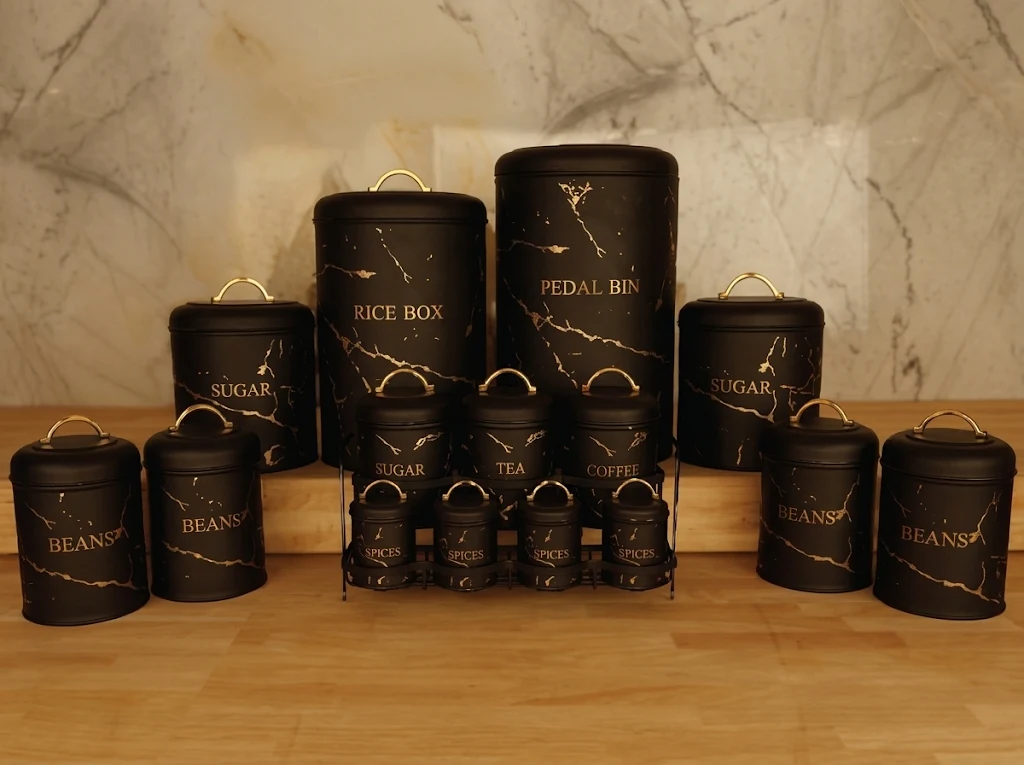 PEDAL BIN
RICE BOX
SUGAR
SUGAR
SUGAR
TEA
COFFEE
BEANS
BEANS
BEANS
BEANS
SPICES
SPICES
SPICES
SPICES